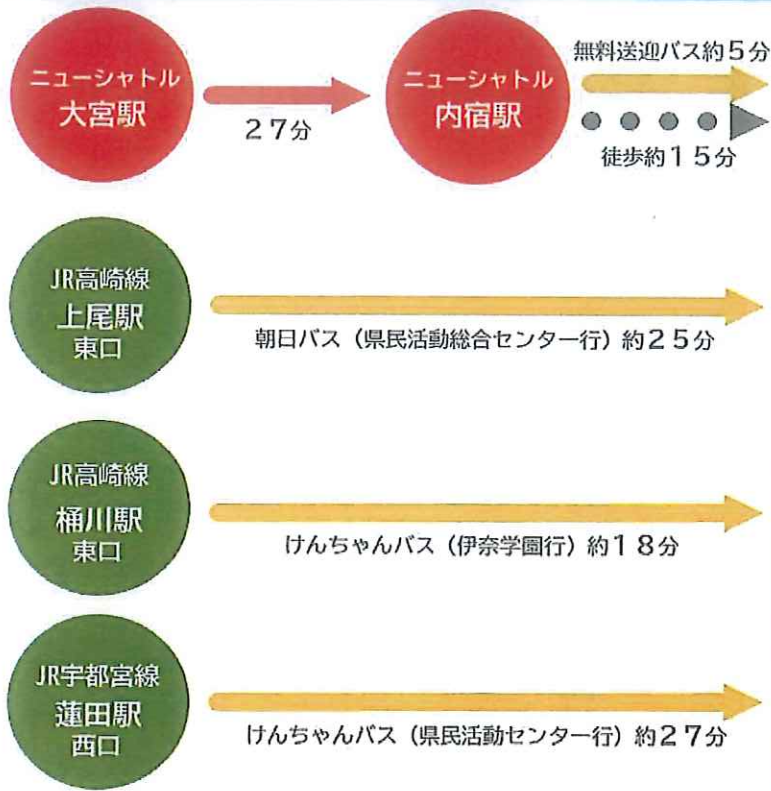 ニューシャトル
大宮駅
27分
ニューシャトル
内宿駅
無料送迎バス約5分
徒歩約15分
JR高崎線
上尾駅
東口
朝日バス（県民活動総合センター行）約25分
JR高崎線
桶川駅
東口
けんちゃんバス（伊奈学園行）約18分
JR宇都宮線
蓮田駅
西口
けんちゃんバス（県民活動センター行）約27分